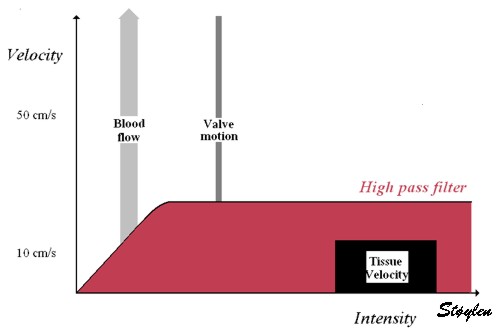 Velocity
50 cm/s
Blood
flow
Valve
motion
High pass filter
10 cm/s
Tissue
Velocity
Intensity
Støylen